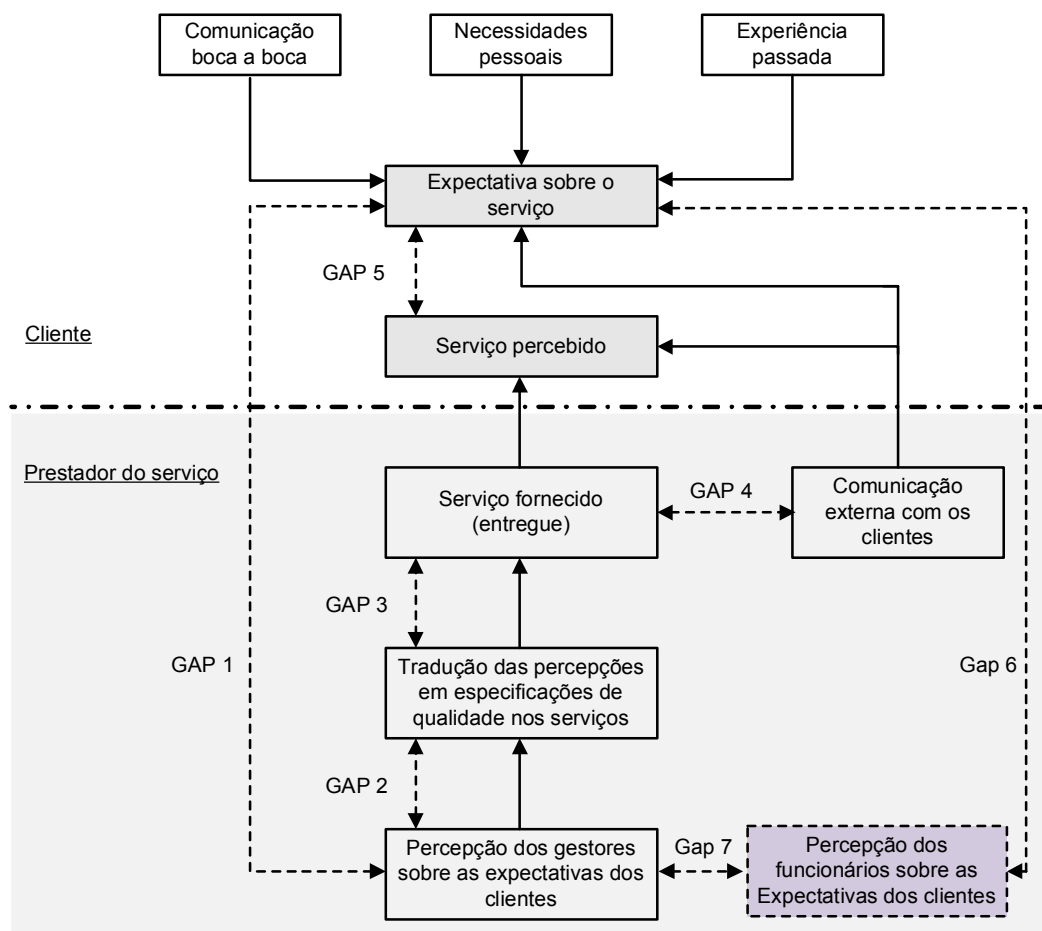 Comunicação
boca a boca
Necessidades
pessoais
Experiência
passada
Expectativa sobre o
serviço
GAP 5
Cliente
Serviço percebido
Prestador do serviço
Serviço fornecido
(entregue)
GAP 4
Comunicação
externa com os
clientes
GAP 3
GAP 1
Tradução das percepções
em especificações de
qualidade nos serviços
Gap 6
GAP 2
Percepção dos gestores
sobre as expectativas dos
clientes
Gap 7
Percepção dos
funcionários sobre as
Expectativas dos clientes